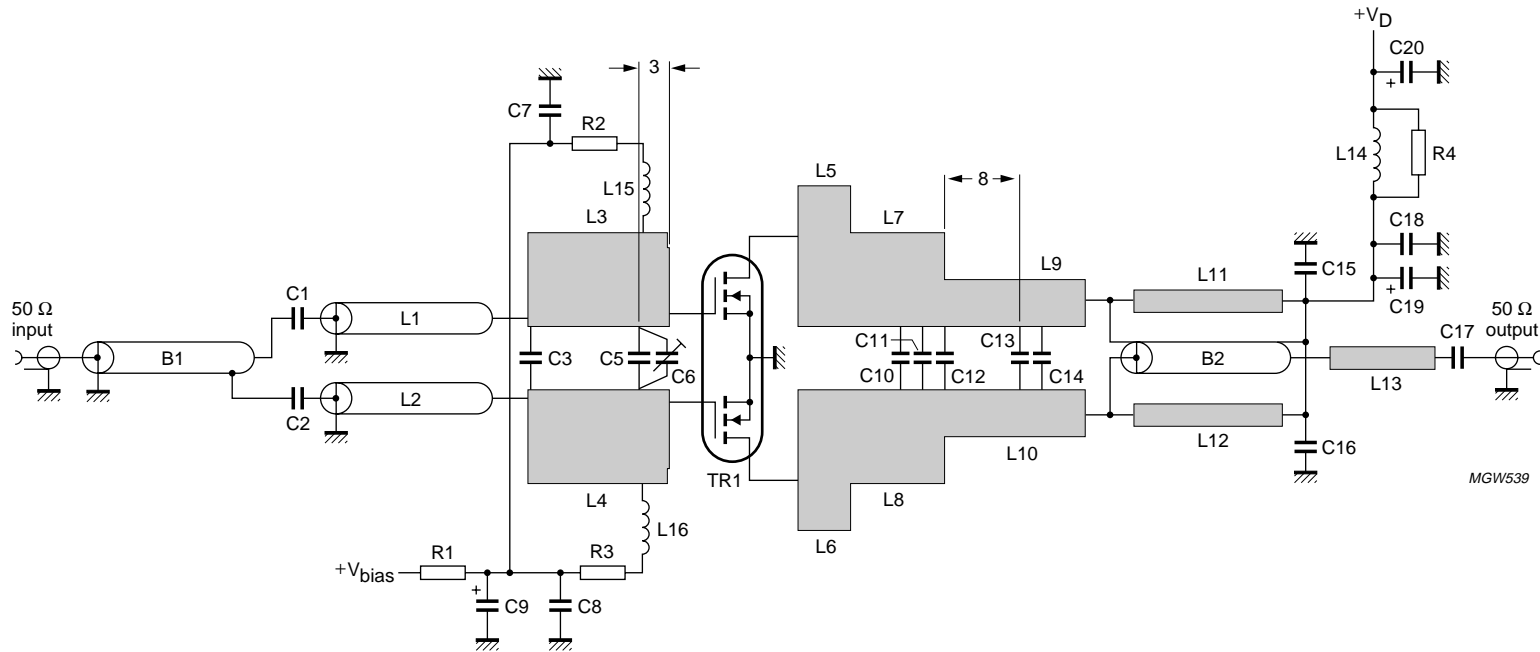 +VD
C20
+
3
C7
R2
L14
R4
L15
L5
8
L3
L7
C18
L9
C15
L11
C19
+
50 Ω
input
C1
L1
50 Ω
output
C17
B1
C3
C5
C6
C11
C13
C10
C12
C14
B2
L13
C2
L2
L12
L10
C16
TR1
L4
L8
MGW539
L16
L6
R1
R3
+Vbias
+
C9
C8